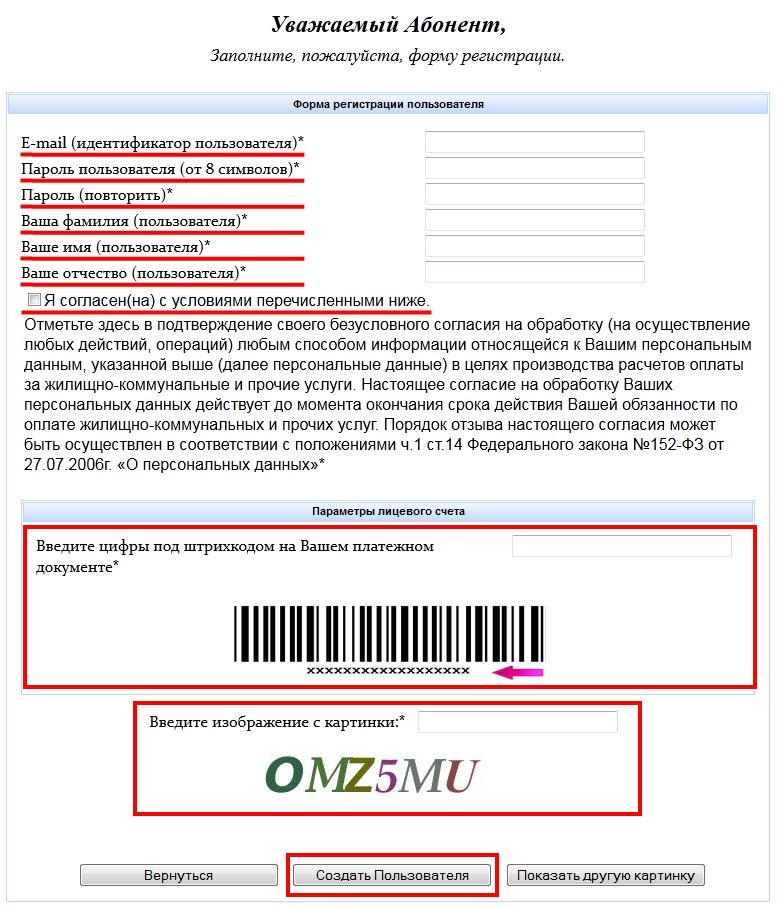 Уважаемый Абонент,
Заполните, пожалуйста, форму регистрации.
Форма регистрации пользователя
E-mail (идентификатор пользователя)*
Пароль пользователя (от 8 символов)*
Пароль (повторить)*
Ваша фамилия (пользователя)*
Ваше имя (пользователя)*
Ваше отчество (пользователя)*
Я согласен(на) с условиями перечисленными ниже.
Отметьте здесь в подтверждение своего безусловного согласия на обработку (на осуществление
любых действий, операций) любым способом информации относящейся к Вашим персональным
данным, указанной выше (далее персональные данные) в целях производства расчетов оплаты
за жилищно-коммунальные и прочие услуги. Настоящее согласие на обработку Ваших
персональных данных действует до момента окончания срока действия Вашей обязанности по
оплате жилищно-коммунальных и прочих услуг. Порядок отзыва настоящего согласия может
быть осуществлен в соответствии с положениями ч.1 ст.14 Федерального закона №152-ФЗ от
27.07.2006г. «О персональных данных»*
Параметры лицевого счета
Введите цифры под штрихкодом на Вашем платежном
документе*
xxxxxxxxxxxxxxxxxx
Введите изображение с картинки:*
OMZ5MU
Вернуться
Создать Пользователя
Показать другую картинку